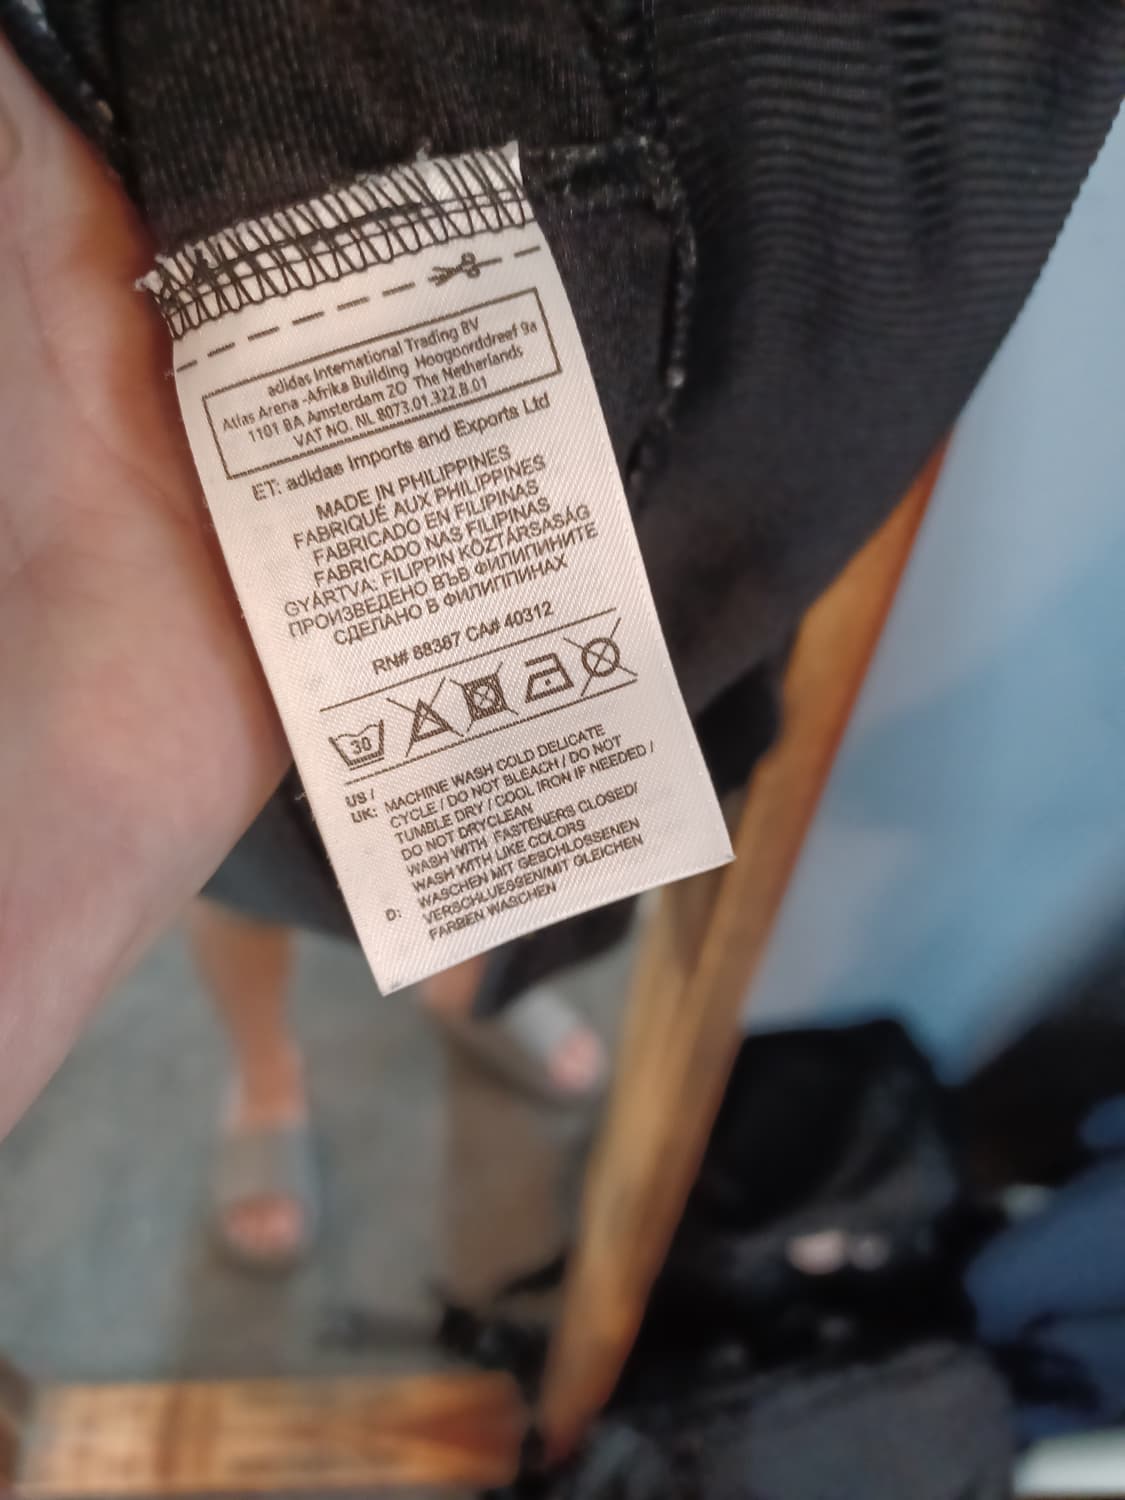 adidas International Trading BV
Atlas Arena -Afrika Building Hoogoorddreef 9a
1101 BA Amsterdam ZO The Netherlands
VAT NO. NL 8073.01.322.B.01
ET: adidas Imports and Exports Ltd
MADE IN PHILIPPINES
FABRIQUÉ AUX PHILIPPINES
FABRICADO EN FILIPINAS
FABRICADO NAS FILIPINAS
GYÁRTVA: FILIPPIN KÖZTÁRSASÁG
ПРОИЗВЕДЕНО ВЪВ ФИЛИПИНИТЕ
СДЕЛАНО В ФИЛИППИНАХ
RN# 88387 CA# 40312
30
US /
UK: MACHINE WASH COLD DELICATE
CYCLE / DO NOT BLEACH / DO NOT
TUMBLE DRY / COOL IRON IF NEEDED /
DO NOT DRYCLEAN
WASH WITH FASTENERS CLOSED/
WASH WITH LIKE COLORS
D: WASCHEN MIT GESCHLOSSENEN
VERSCHLUESSEN/MIT GLEICHEN
FARBEN WASCHEN